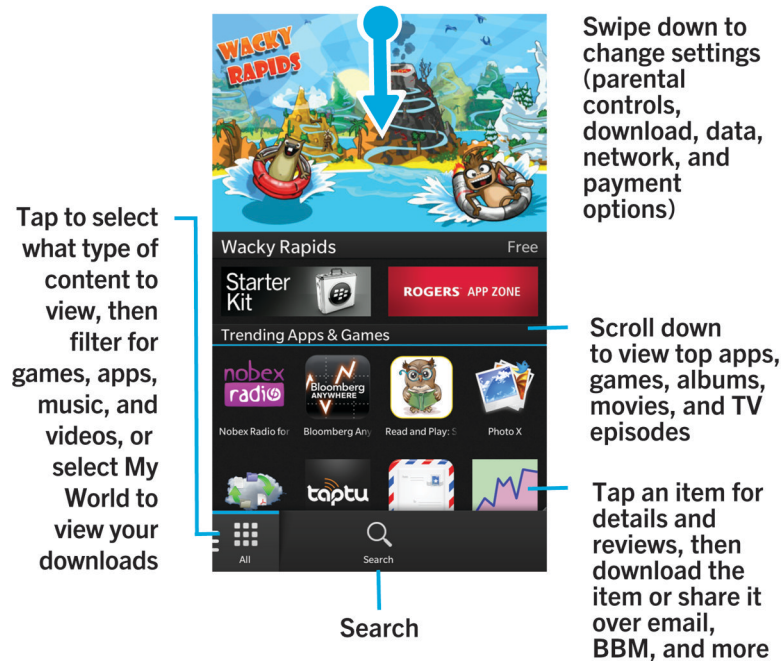 Swipe down to
change settings
(parental
controls,
download, data,
network, and
payment
options)
WACKY
RAPIDS
Wacky Rapids Free
Starter
Kit
ROGERS APP ZONE
Trending Apps & Games
nobex
radio
Bloomberg
ANYWHERE
Nobex Radio for Bloomberg Any Read and Play: S Photo X
taptu
All Search
Tap to select
what type of
content to
view, then
filter for
games, apps,
music, and
videos, or
select My
World to
view your
downloads
Scroll down
to view top apps,
games, albums,
movies, and TV
episodes
Tap an item for
details and
reviews, then
download the
item or share it
over email,
BBM, and more
Search